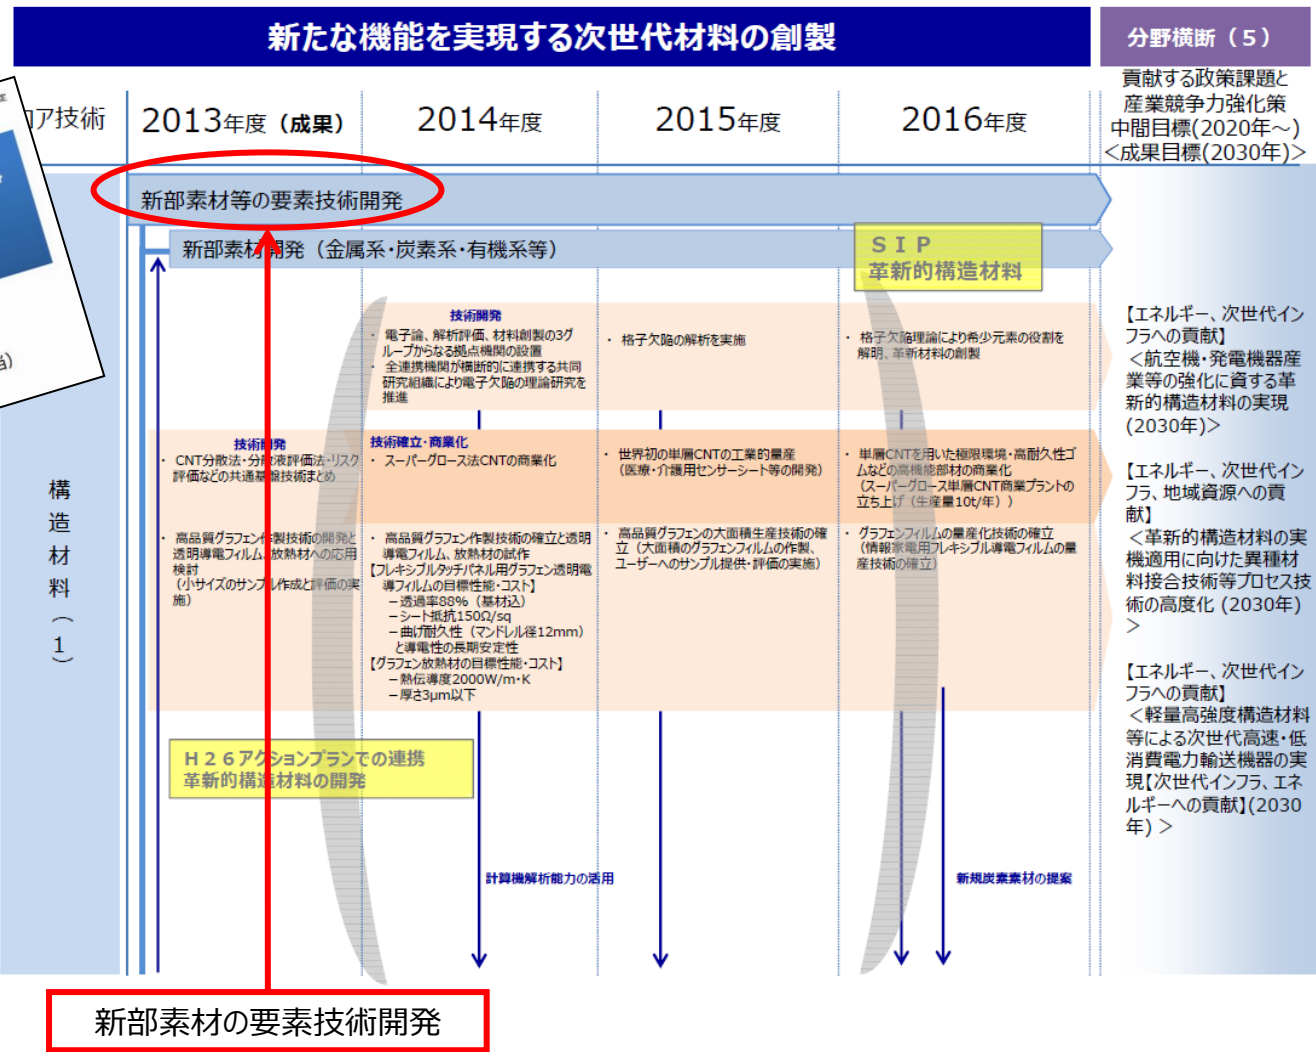 新たな機能を実現する次世代材料の創製
分野横断（５）
コア技術
2013年度（成果）
2014年度
2015年度
2016年度
貢献する政策課題と
産業競争力強化策
中間目標(2020年～)
＜成果目標(2030年)＞
新部素材等の要素技術開発
新部素材開発（金属系・炭素系・有機系等）
ＳＩＰ
革新的構造材料
構造材料（１）
技術開発
・ 電子論、解析評価、材料創製の3グ
ループからなる拠点機関の設置
・ 全連携機関が横断的に連携する共同
研究組織により電子欠陥の理論研究を
推進
・ 格子欠陥の解析を実施
・ 格子欠陥理論により希少元素の役割を
解明、革新材料の創製
技術開発
・ CNT分散法・分散液評価法・リスク
評価などの共通基盤技術まとめ
技術確立・商業化
・ スーパーグロース法CNTの商業化
・ 世界初の単層CNTの工業的量産
（医療・介護用センサーシート等の開発）
・ 単層CNTを用いた極限環境・高耐久性ゴ
ムなどの高機能部材の商業化
（スーパーグロース単層CNT商業プラントの
立ち上げ（生産量10t/年））
・ 高品質グラフェン作製技術の開発と
透明導電フィルム、放熱材への応用
検討
（小サイズのサンプル作成と評価の実
施）
・ 高品質グラフェン作製技術の確立と透明
導電フィルム、放熱材の試作
【フレキシブルタッチパネル用グラフェン透明電
導フィルムの目標性能・コスト】
－透過率88%（基材込）
－シート抵抗150Ω/sq
－曲げ耐久性（マンドレル径12mm）
と導電性の長期安定性
【グラフェン放熱材の目標性能・コスト】
－熱伝導度2000W/m・K
－厚さ3μm以下
・ 高品質グラフェンの大面積生産技術の確
立（大面積のグラフェンフィルムの作製、
ユーザーへのサンプル提供・評価の実施）
・ グラフェンフィルムの量産化技術の確立
（情報家電用フレキシブル導電フィルムの量
産技術の確立）
Ｈ２６アクションプランでの連携
革新的構造材料の開発
計算機解析能力の活用
新規炭素素材の提案
【エネルギー、次世代イン
フラへの貢献】
＜航空機・発電機器産
業等の強化に資する革
新的構造材料の実現
(2030年)＞
【エネルギー、次世代イン
フラ、地域資源への貢
献】
＜革新的構造材料の実
機適用に向けた異種材
料接合技術等プロセス技
術の高度化 (2030年)
＞
【エネルギー、次世代イン
フラへの貢献】
＜軽量高強度構造材料
等による次世代高速・低
消費電力輸送機器の実
現【次世代インフラ、エネ
ルギーへの貢献】(2030
年) ＞
新部素材の要素技術開発